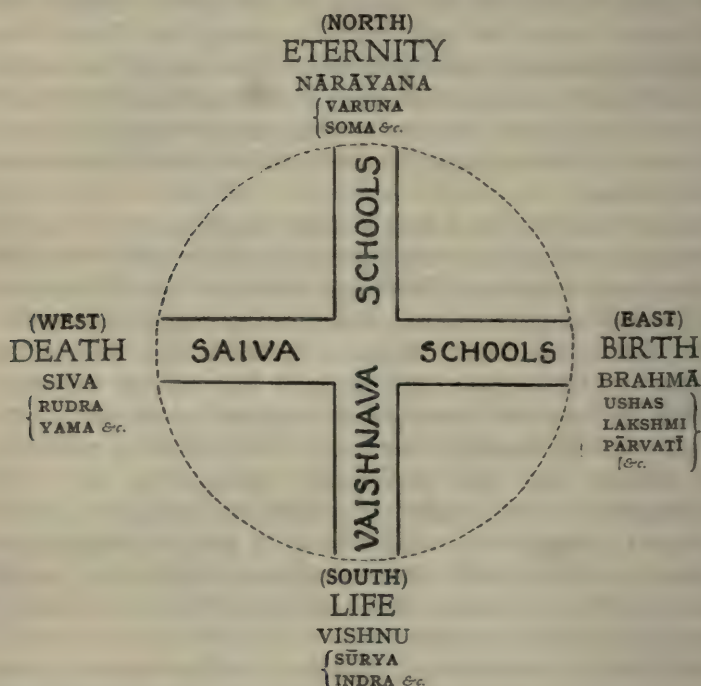 (NORTH)
ETERNITY
NĀRĀYANA
VARUNA
SOMA &c.
SCHOOLS
(WEST)
DEATH
SIVA
RUDRA
YAMA &c.
SAIVA SCHOOLS
(EAST)
BIRTH
BRAHMĀ
USHAS
LAKSHMI
PĀRVATĪ
[&c.
VAISHNAVA
(SOUTH)
LIFE
VISHNU
SŪRYA
INDRA &c.